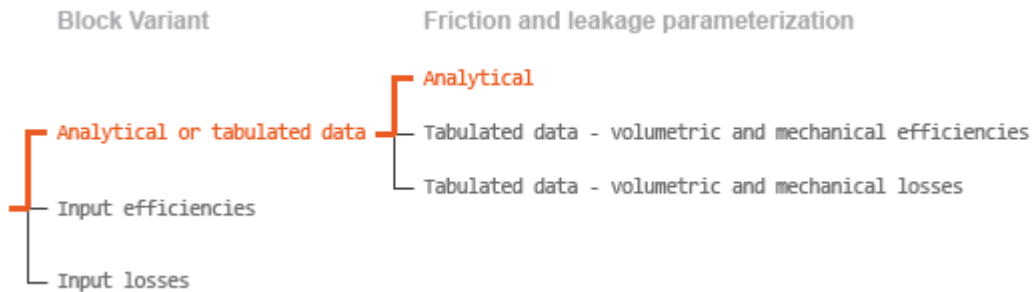 Block Variant
Friction and leakage parameterization
Analytical
Analytical or tabulated data
Tabulated data - volumetric and mechanical efficiencies
Tabulated data - volumetric and mechanical losses
Input efficiencies
Input losses